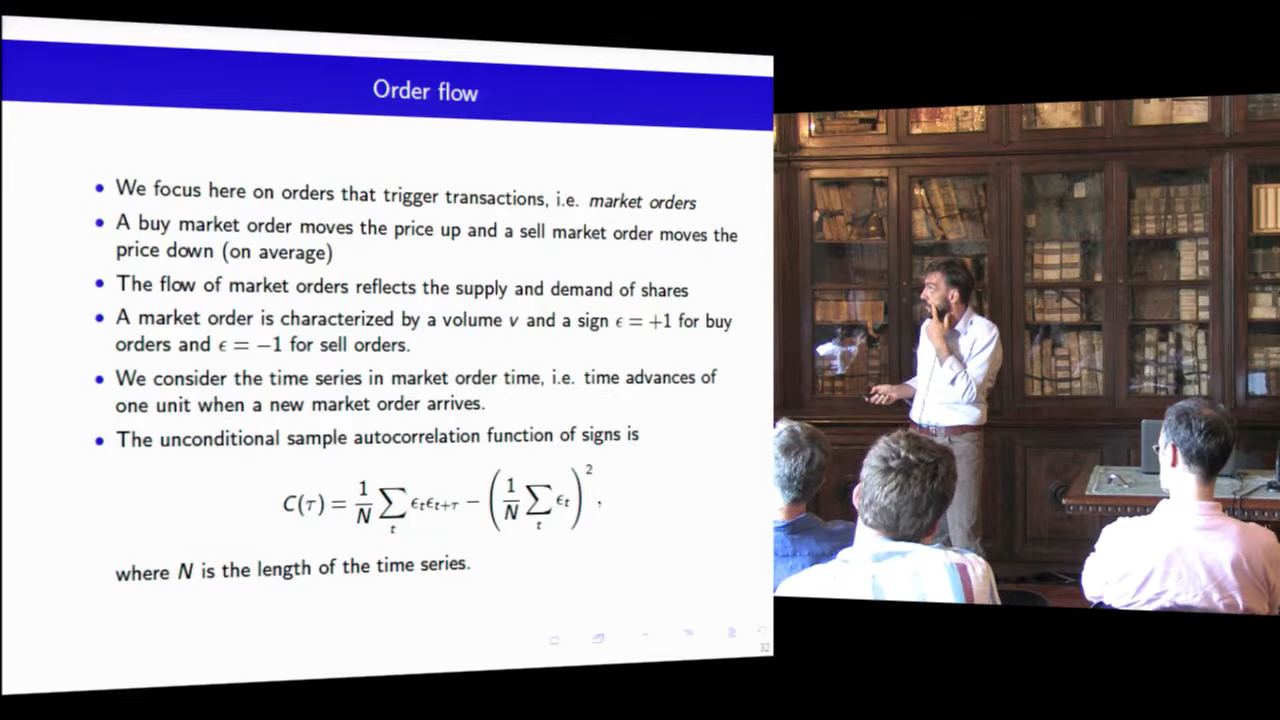 Order flow
• We focus here on orders that trigger transactions, i.e. market orders
• A buy market order moves the price up and a sell market order moves the
price down (on average)
• The flow of market orders reflects the supply and demand of shares
• A market order is characterized by a volume v and a sign ϵ = +1 for buy
orders and ϵ = −1 for sell orders.
• We consider the time series in market order time, i.e. time advances of
one unit when a new market order arrives.
• The unconditional sample autocorrelation function of signs is
C(τ) = 1/N ∑_t ϵ_t ϵ_{t+τ} − (1/N ∑_t ϵ_t)²,
where N is the length of the time series.
32